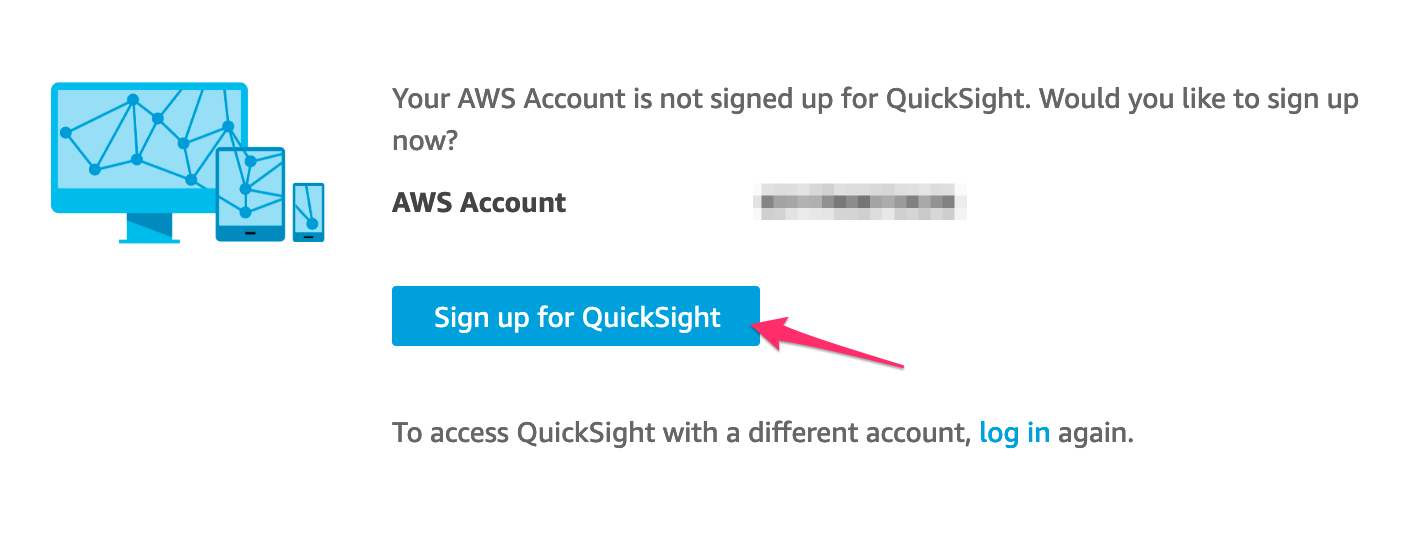 Your AWS Account is not signed up for QuickSight. Would you like to sign up
now?
AWS Account
Sign up for QuickSight
To access QuickSight with a different account, log in again.